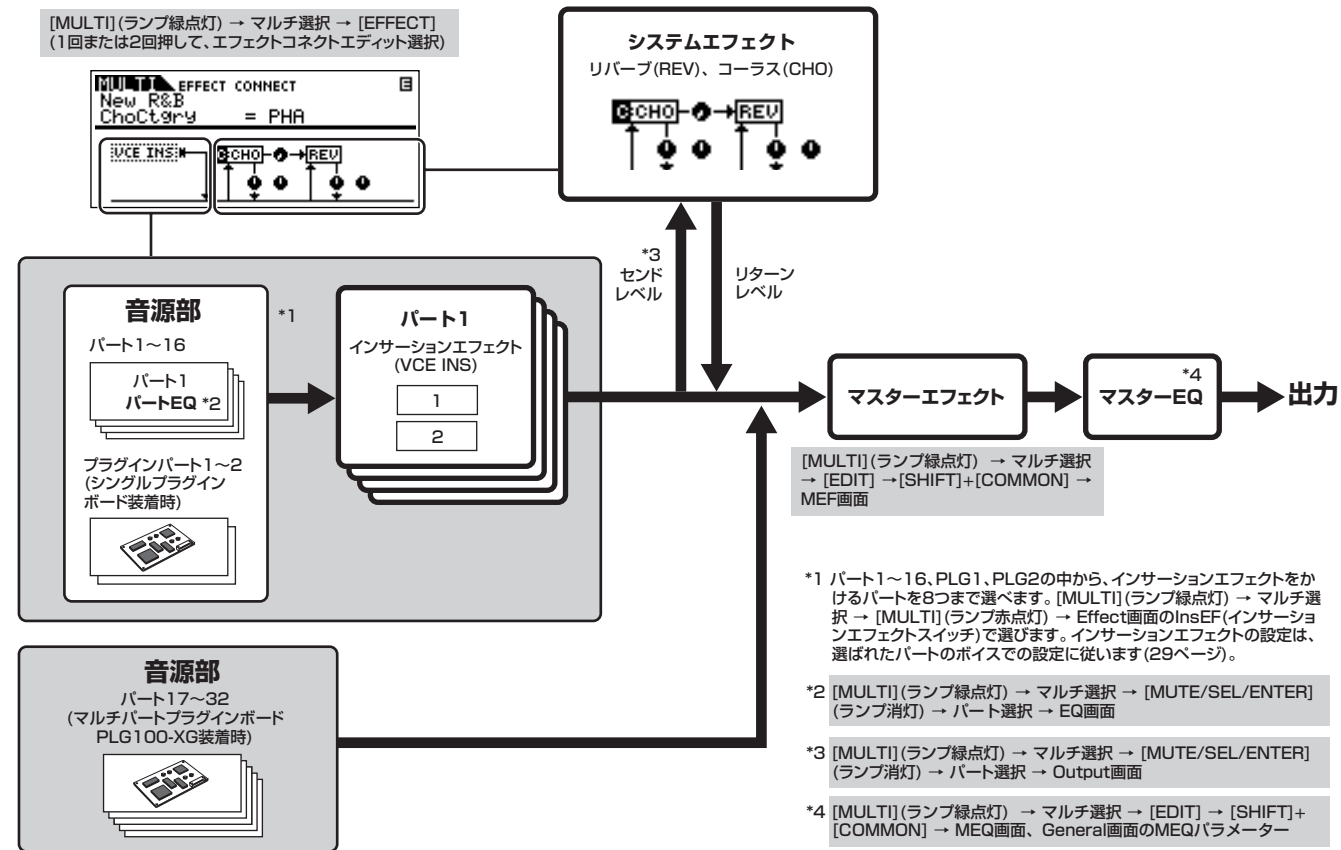 [MULTI](ランプ緑点灯) → マルチ選択 → [EFFECT]
(1回または2回押して、エフェクトコネクトエディット選択)
MULTI EFFECT CONNECT E
New R&B
ChoCtgry = PHA
VCE INS
G:CHO REV
システムエフェクト
リバーブ(REV)、コーラス(CHO)
G:CHO REV
*3
センド
レベル
リターン
レベル
音源部
パート1〜16
パート1
パートEQ *2
プラグインパート1〜2
(シングルプラグイン
ボード装着時)
*1
パート1
インサーションエフェクト
(VCE INS)
1
2
マスターエフェクト
*4
マスターEQ
出力
[MULTI](ランプ緑点灯) → マルチ選択
→ [EDIT] →[SHIFT]+[COMMON] →
MEF画面
音源部
パート17〜32
(マルチパートプラグインボード
PLG100-XG装着時)
*1 パート1〜16、PLG1、PLG2の中から、インサーションエフェクトをか
けるパートを8つまで選べます。[MULTI](ランプ緑点灯) → マルチ選
択 → [MULTI](ランプ赤点灯) → Effect画面のInsEF(インサーショ
ンエフェクトスイッチ)で選びます。インサーションエフェクトの設定は、
選ばれたパートのボイスでの設定に従います(29ページ)。
*2 [MULTI](ランプ緑点灯) → マルチ選択 → [MUTE/SEL/ENTER]
(ランプ消灯) → パート選択 → EQ画面
*3 [MULTI](ランプ緑点灯) → マルチ選択 → [MUTE/SEL/ENTER]
(ランプ消灯) → パート選択 → Output画面
*4 [MULTI](ランプ緑点灯) → マルチ選択 → [EDIT] → [SHIFT]+
[COMMON] → MEQ画面、General画面のMEQパラメーター